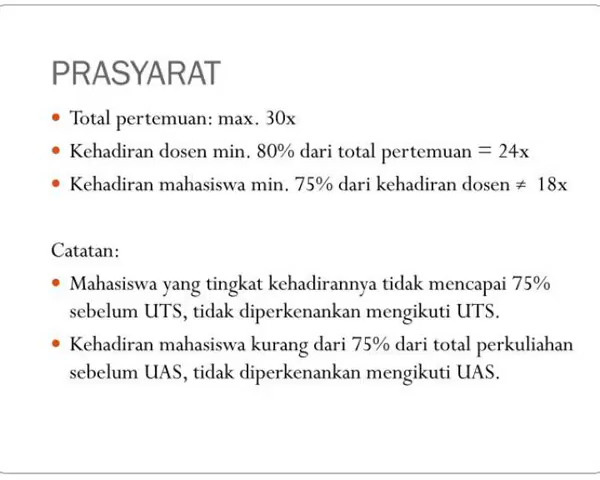 PRASYARAT
• Total pertemuan: max. 30x
• Kehadiran dosen min. 80% dari total pertemuan = 24x
• Kehadiran mahasiswa min. 75% dari kehadiran dosen ≠ 18x
Catatan:
• Mahasiswa yang tingkat kehadirannya tidak mencapai 75%
sebelum UTS, tidak diperkenankan mengikuti UTS.
• Kehadiran mahasiswa kurang dari 75% dari total perkuliahan
sebelum UAS, tidak diperkenankan mengikuti UAS.